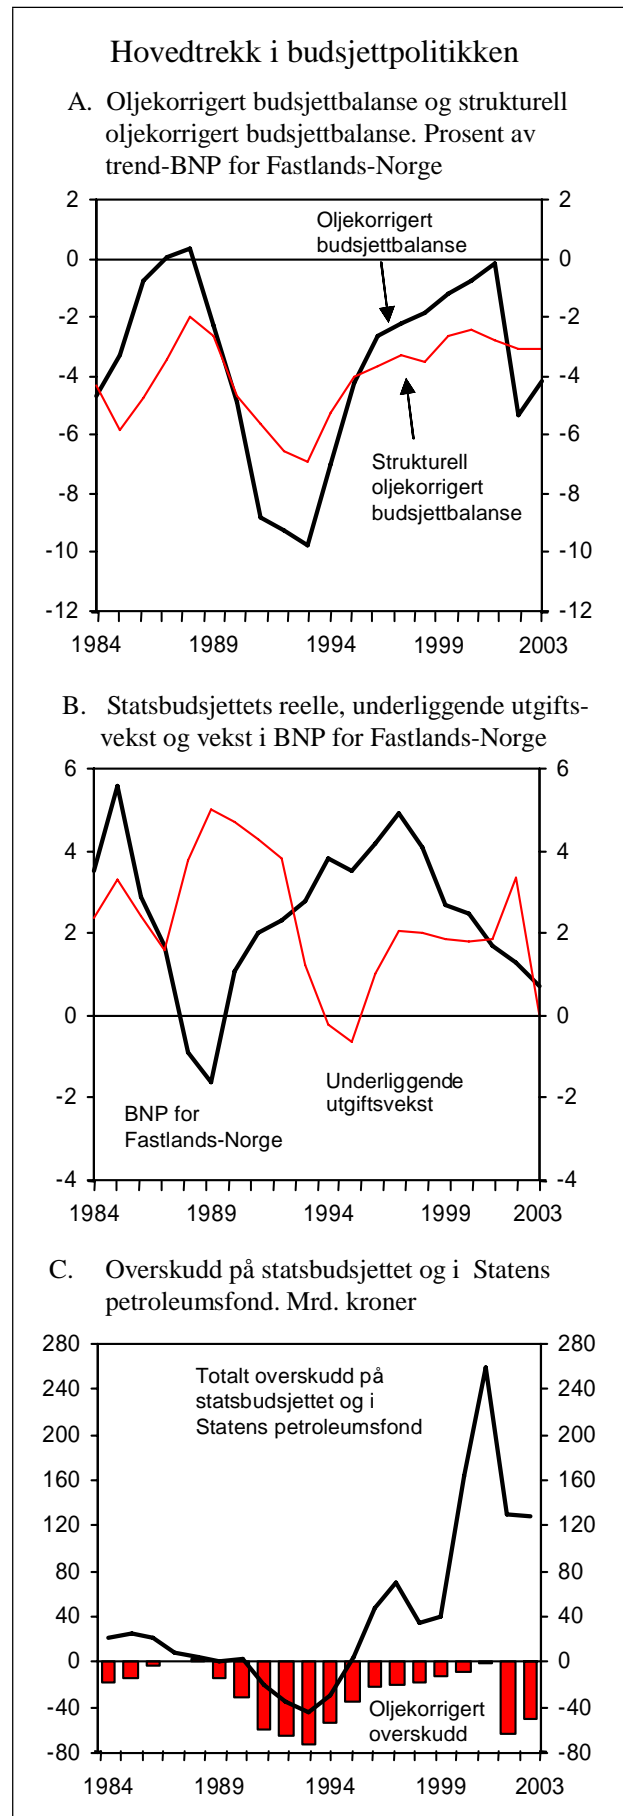 Hovedtrekk i budsjettpolitikken
A. Oljekorrigert budsjettbalanse og strukturell
oljekorrigert budsjettbalanse. Prosent av
trend-BNP for Fastlands-Norge
2 2
0 0
-2 -2
-4 -4
-6 -6
-8 -8
-10 -10
-12 -12
Oljekorrigert
budsjettbalanse
Strukturell
oljekorrigert
budsjettbalanse
1984 1989 1994 1999 2003
B. Statsbudsjettets reelle, underliggende utgifts-
vekst og vekst i BNP for Fastlands-Norge
6 6
4 4
2 2
0 0
-2 -2
-4 -4
Underliggende
utgiftsvekst
BNP for
Fastlands-Norge
1984 1989 1994 1999 2003
C. Overskudd på statsbudsjettet og i Statens
petroleumsfond. Mrd. kroner
280 280
240 240
200 200
160 160
120 120
80 80
40 40
0 0
-40 -40
-80 -80
Totalt overskudd på
statsbudsjettet og i
Statens petroleumsfond
Oljekorrigert
overskudd
1984 1989 1994 1999 2003